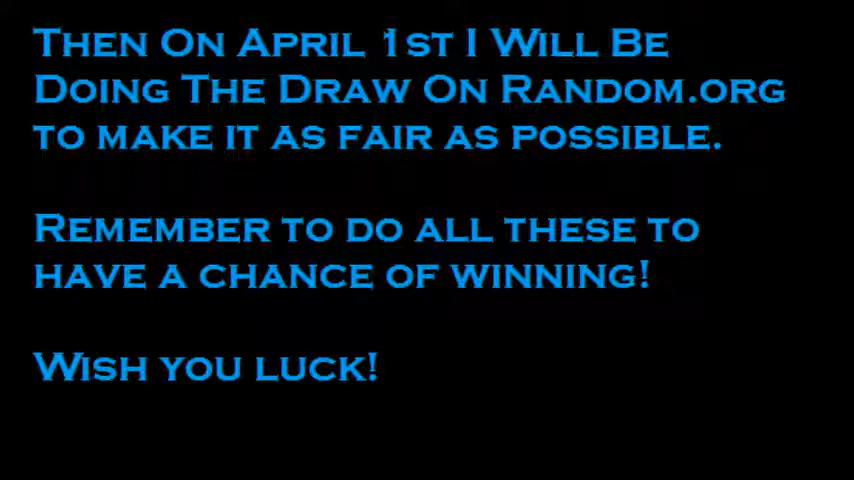 Then On April 1st I Will Be
Doing The Draw On Random.org
to make it as fair as possible.
Remember to do all these to
have a chance of winning!
Wish you luck!